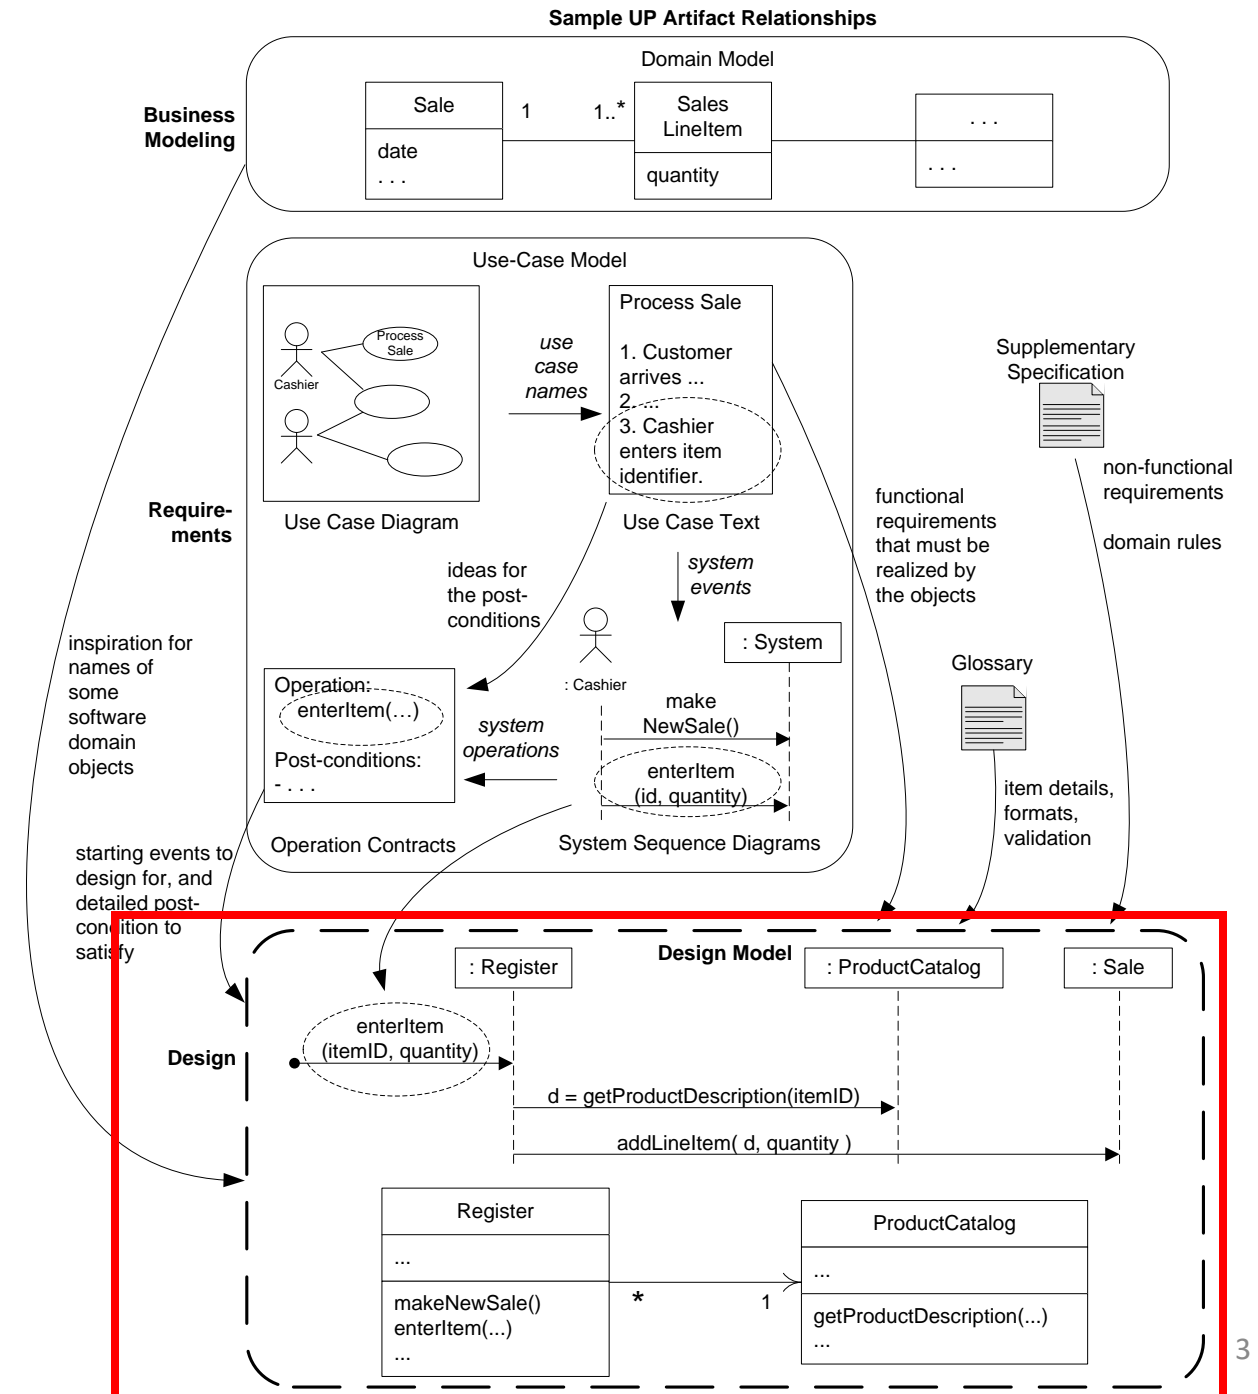 Sample UP Artifact Relationships
Domain Model
Business
Modeling
Sale
date
. . .
1
1..*
Sales
LineItem
quantity
. . .
. . .
Use-Case Model
Require-
ments
Process
Sale
Cashier
Use Case Diagram
use
case
names
Process Sale
1. Customer
arrives ...
2. ...
3. Cashier
enters item
identifier.
Use Case Text
Supplementary
Specification
non-functional
requirements
domain rules
functional
requirements
that must be
realized by
the objects
ideas for
the post-
conditions
system
events
inspiration for
names of
some
software
domain
objects
Operation:
enterItem(…)
Post-conditions:
- . . .
Operation Contracts
system
operations
: Cashier
: System
make
NewSale()
enterItem
(id, quantity)
System Sequence Diagrams
Glossary
item details,
formats,
validation
starting events to
design for, and
detailed post-
condition to
satisfy
Design Model
Design
: Register
: ProductCatalog
: Sale
enterItem
(itemID, quantity)
d = getProductDescription(itemID)
addLineItem( d, quantity )
Register
...
makeNewSale()
enterItem(...)
...
*
1
ProductCatalog
...
getProductDescription(...)
...
3